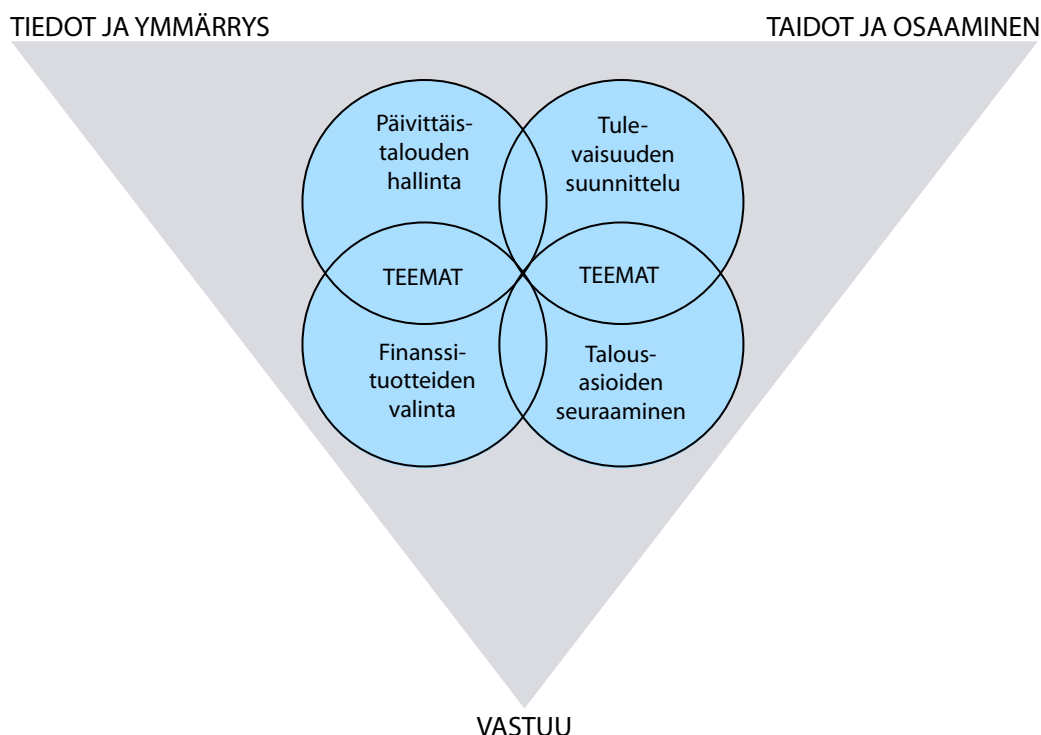 TIEDOT JA YMMÄRRYS
TAIDOT JA OSAAMINEN
Päivittäis-
talouden
hallinta
Tule-
vaisuuden
suunnittelu
TEEMAT
TEEMAT
Finanssi-
tuotteiden
valinta
Talous-
asioiden
seuraaminen
VASTUU